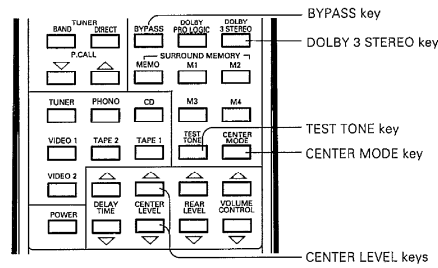 TUNER
BAND DIRECT BYPASS DOLBY PRO LOGIC DOLBY 3 STEREO
P.CALL
SURROUND MEMORY
MEMO M1 M2
TUNER PHONO CD M3 M4
VIDEO 1 TAPE 2 TAPE 1 TEST TONE CENTER MODE
VIDEO 2
POWER DELAY TIME CENTER LEVEL REAR LEVEL VOLUME CONTROL
BYPASS key
DOLBY 3 STEREO key
TEST TONE key
CENTER MODE key
CENTER LEVEL keys